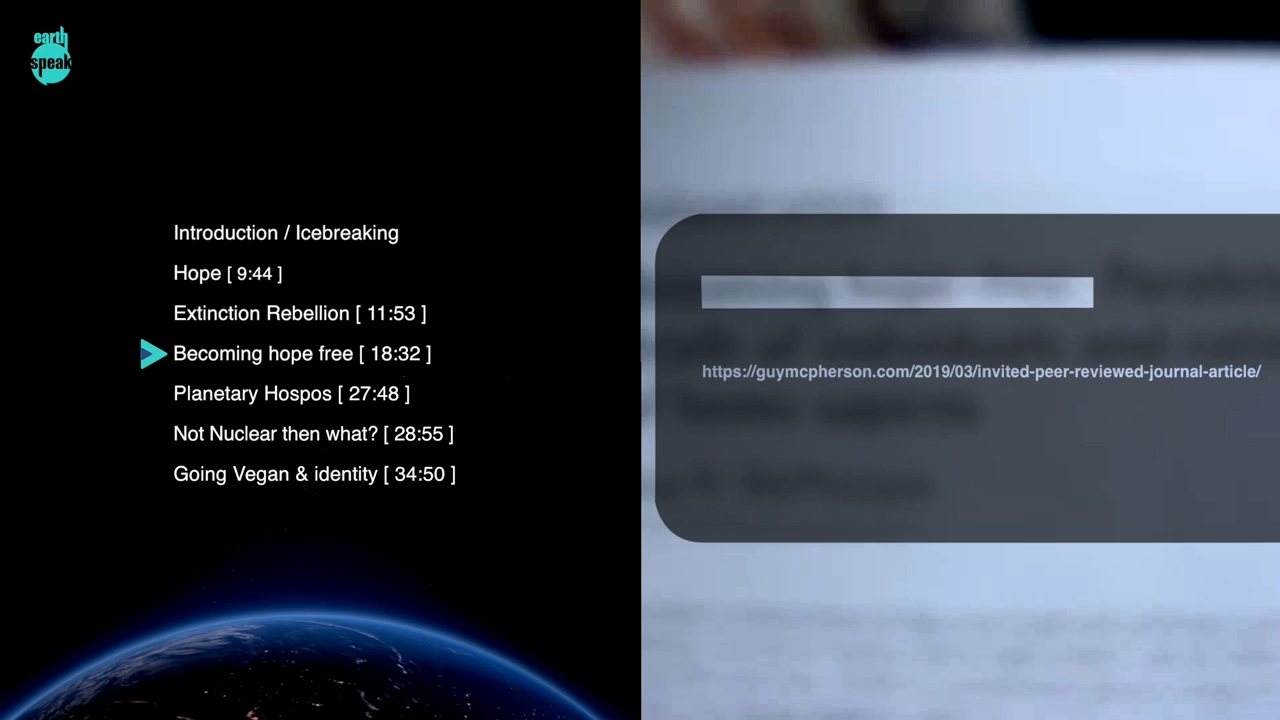 earth
speak
Introduction / Icebreaking
Hope [ 9:44 ]
Extinction Rebellion [ 11:53 ]
Becoming hope free [ 18:32 ]
Planetary Hospos [ 27:48 ]
Not Nuclear then what? [ 28:55 ]
Going Vegan & identity [ 34:50 ]
https://guymcpherson.com/2019/03/invited-peer-reviewed-journal-article/